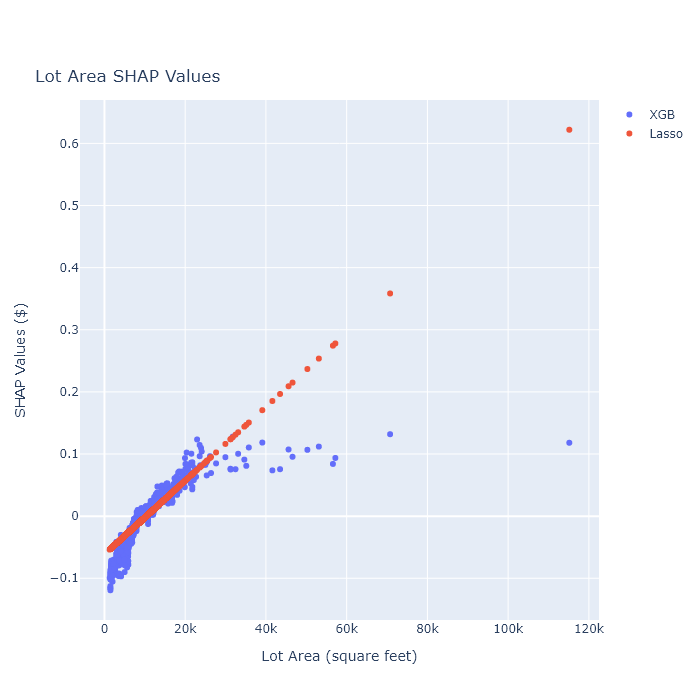 Lot Area SHAP Values
XGB
Lasso
0.6
0.5
0.4
0.3
0.2
0.1
0
−0.1
SHAP Values ($)
0 20k 40k 60k 80k 100k 120k
Lot Area (square feet)